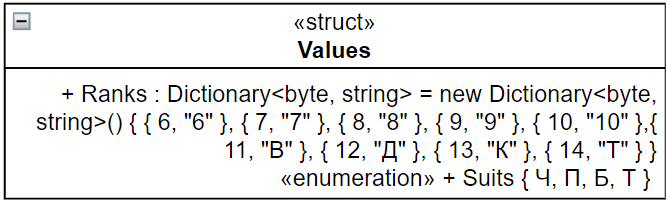 «struct»
Values
+ Ranks : Dictionary<byte, string> = new Dictionary<byte,
string>() { { 6, "6" }, { 7, "7" }, { 8, "8" }, { 9, "9" }, { 10, "10" },{
11, "В" }, { 12, "Д" }, { 13, "К" }, { 14, "Т" } }
«enumeration» + Suits { Ч, П, Б, Т }